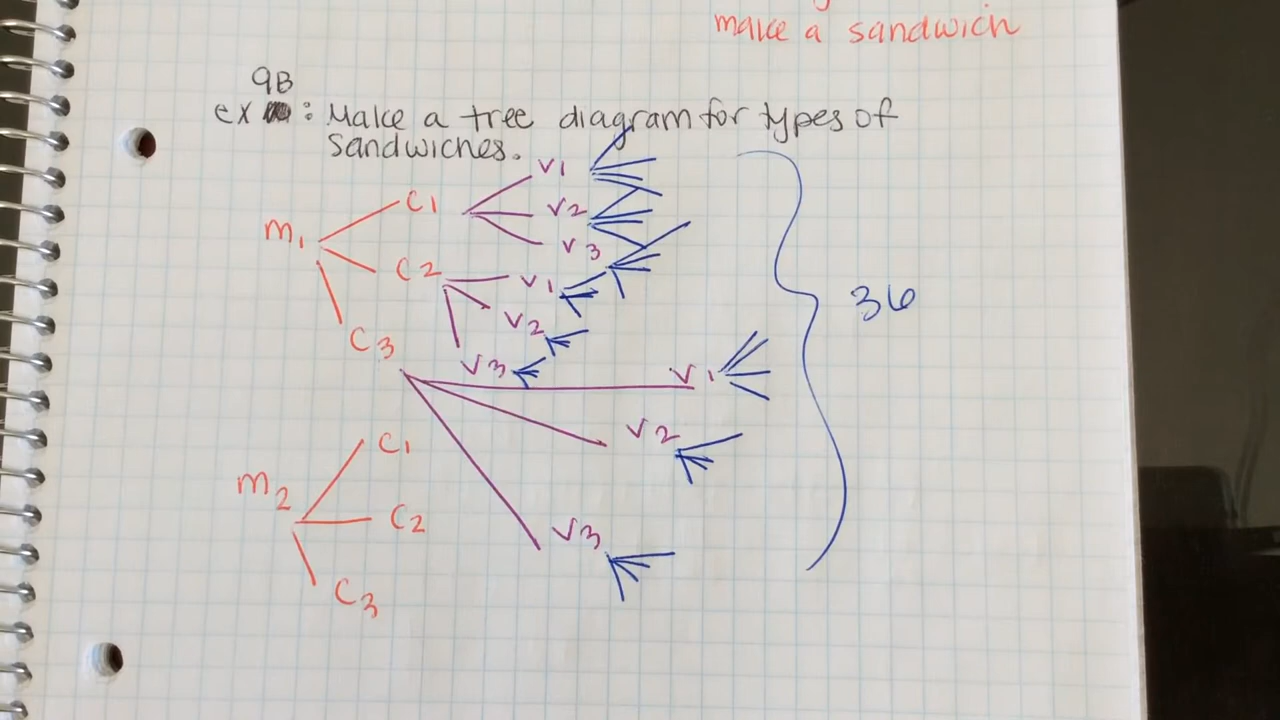 make a sandwich
9B
ex : Make a tree diagram for types of
sandwiches.
V1
C1
V2
m1
V3
C2
V1
V2
C3
V3
V1
36
V2
C1
m2
C2
V3
C3